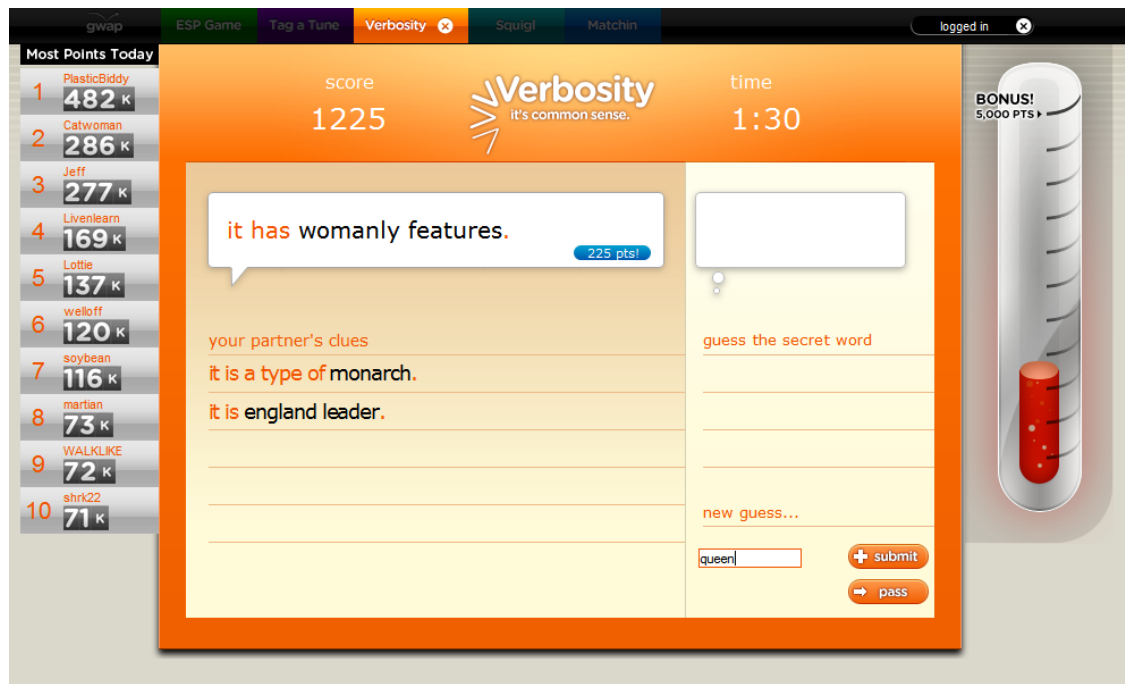 gwap
ESP Game
Tag a Tune
Verbosity
Squigl
Matchin
logged in
Most Points Today
1 PlasticBiddy
482 K
2 Catwoman
286 K
3 Jeff
277 K
4 Livenlearn
169 K
5 Lottie
137 K
6 welloff
120 K
7 soybean
116 K
8 martian
73 K
9 WALKLIKE
72 K
10 shrk22
71 K
score
1225
Verbosity
it's common sense.
time
1:30
BONUS!
5,000 PTS
it has womanly features.
225 pts!
your partner's clues
it is a type of monarch.
it is england leader.
guess the secret word
new guess...
queen
submit
pass